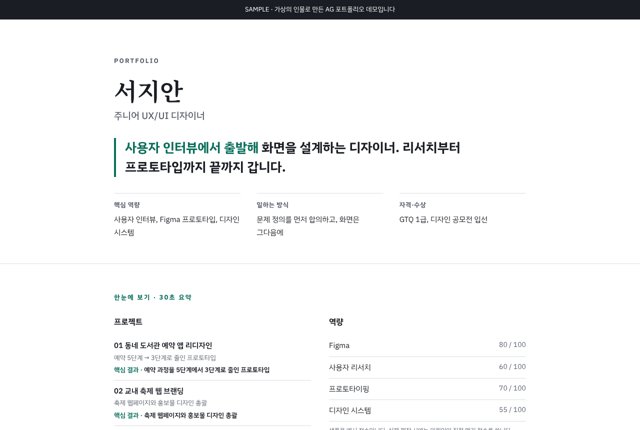 SAMPLE · 가상의 인물로 만든 AG 포트폴리오 데모입니다
PORTFOLIO
서지안
주니어 UX/UI 디자이너
사용자 인터뷰에서 출발해 화면을 설계하는 디자이너. 리서치부터
프로토타입까지 끝까지 갑니다.
핵심 역량
사용자 인터뷰, Figma 프로토타입, 디자인
시스템
일하는 방식
문제 정의를 먼저 합의하고, 화면은
그다음에
자격·수상
GTQ 1급, 디자인 공모전 입선
한눈에 보기 · 30초 요약
프로젝트
01 동네 도서관 예약 앱 리디자인
예약 5단계 → 3단계로 줄인 프로토타입
핵심 결과 · 예약 과정을 5단계에서 3단계로 줄인 프로토타입
02 교내 축제 웹 브랜딩
축제 웹페이지와 홍보물 디자인 총괄
핵심 결과 · 축제 웹페이지와 홍보물 디자인 총괄
역량
Figma 80 / 100
사용자 리서치 60 / 100
프로토타이핑 70 / 100
디자인 시스템 55 / 100